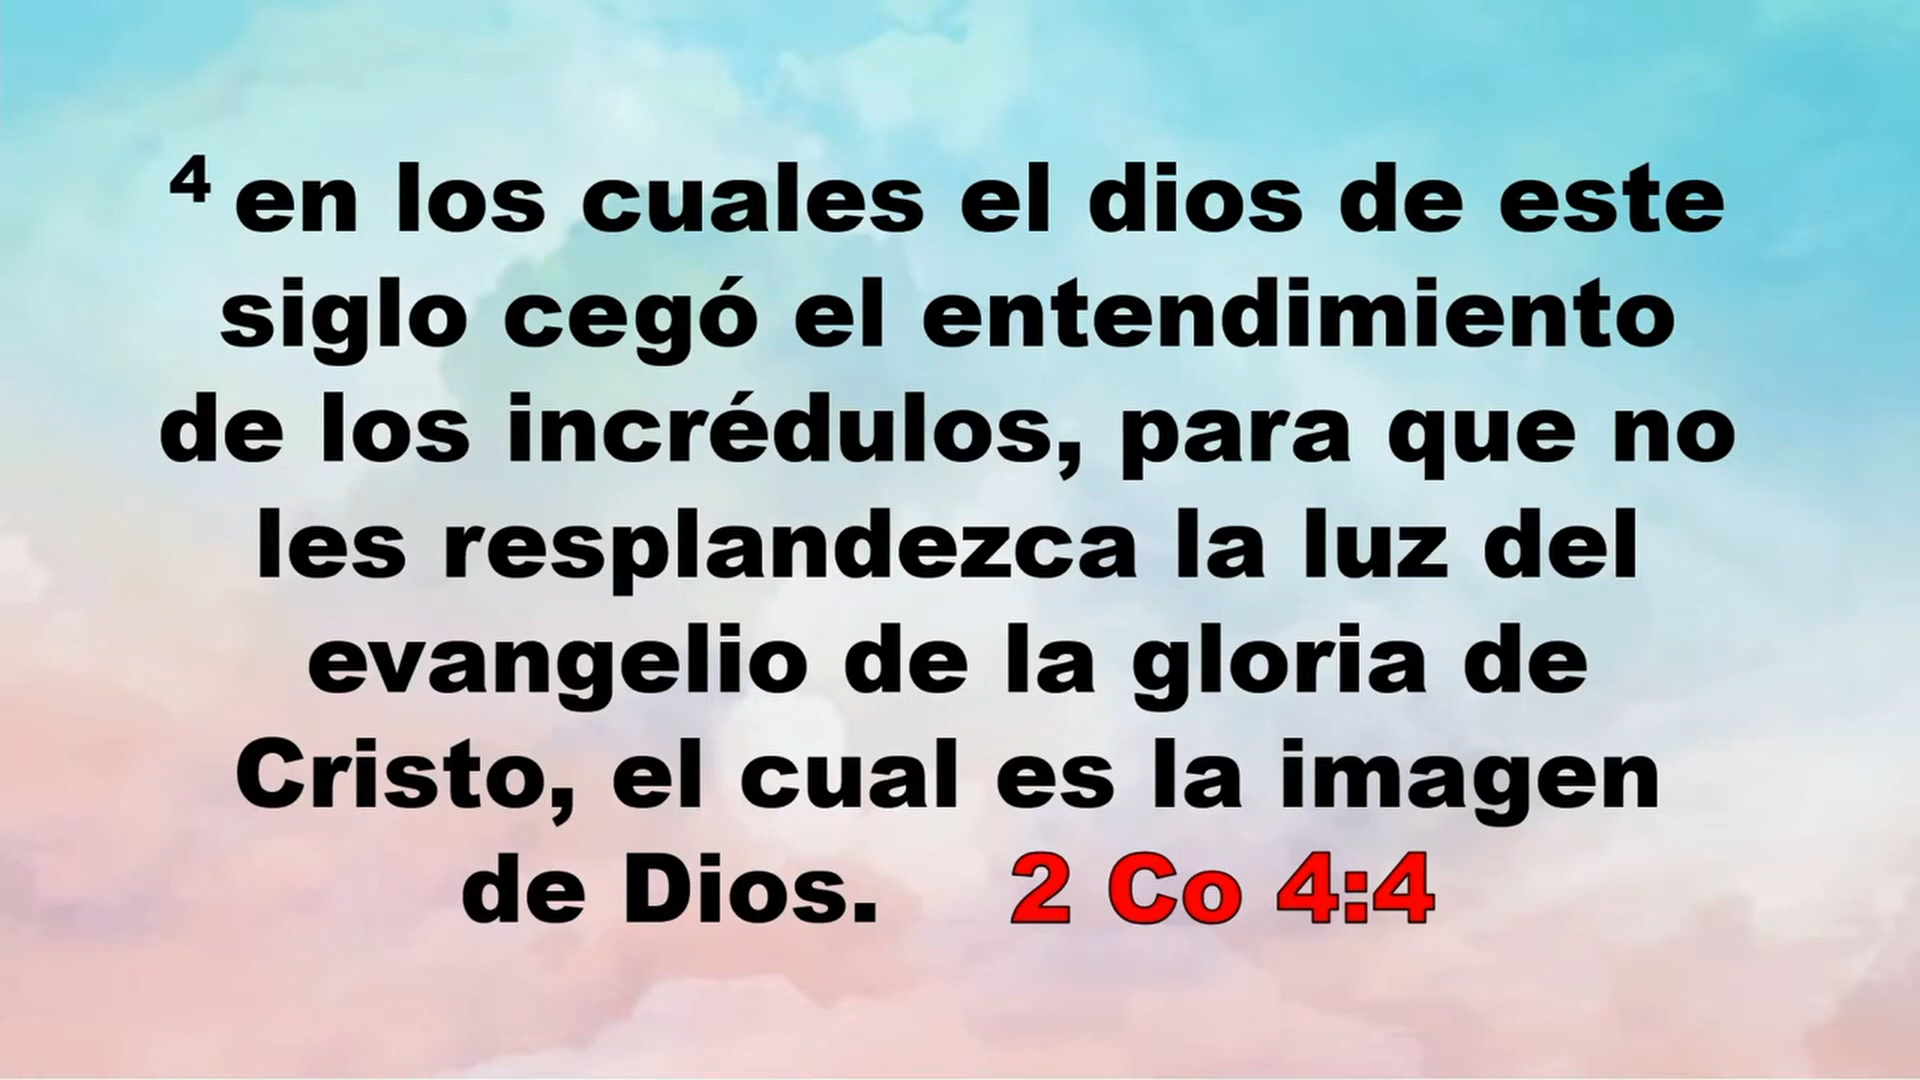 4 en los cuales el dios de este
siglo cegó el entendimiento
de los incrédulos, para que no
les resplandezca la luz del
evangelio de la gloria de
Cristo, el cual es la imagen
de Dios. 2 Co 4:4